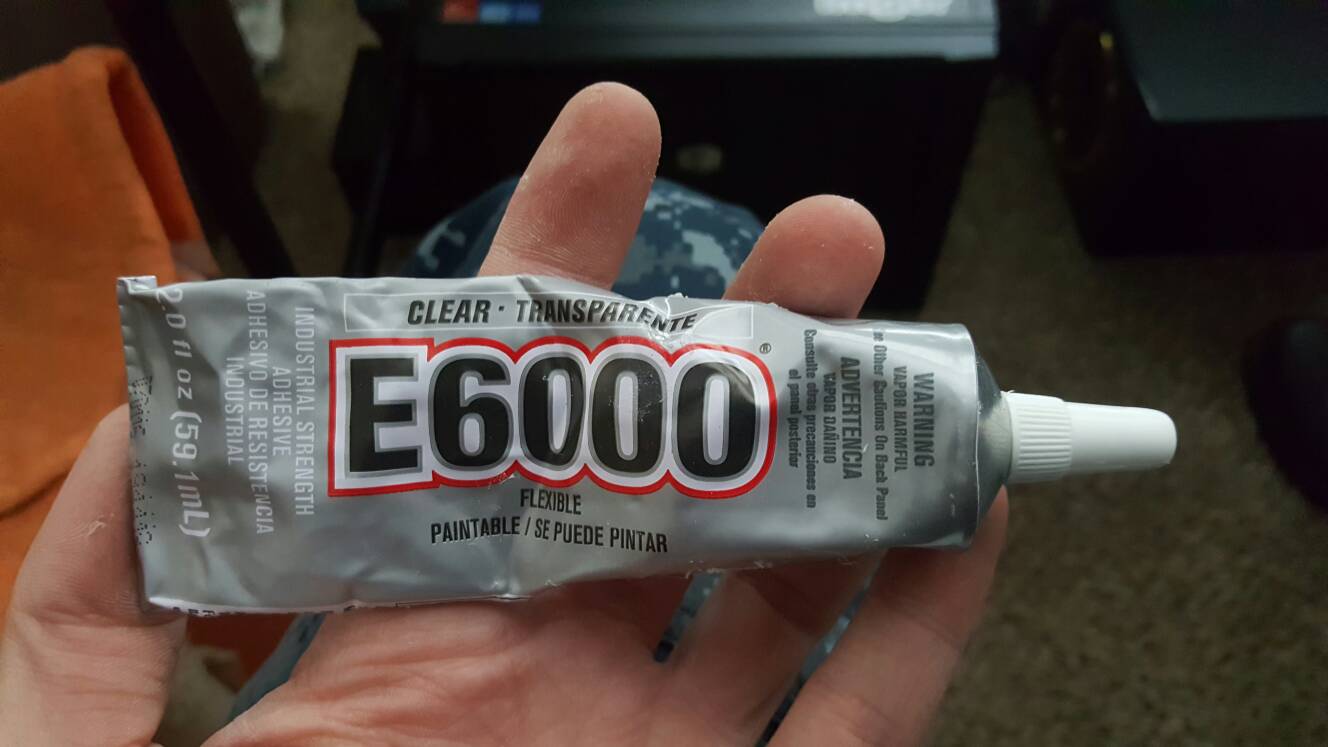 CLEAR · TRANSPARENTE
E6000®
FLEXIBLE
PAINTABLE / SE PUEDE PINTAR
INDUSTRIAL STRENGTH
ADHESIVE
ADHESIVO DE RESISTENCIA
INDUSTRIAL
2.0 fl oz (59.1mL)
WARNING
VAPOR HARMFUL
Other Cautions On Back Panel
ADVERTENCIA
VAPOR DAÑINO
Consulte otras precauciones en
el panel posterior